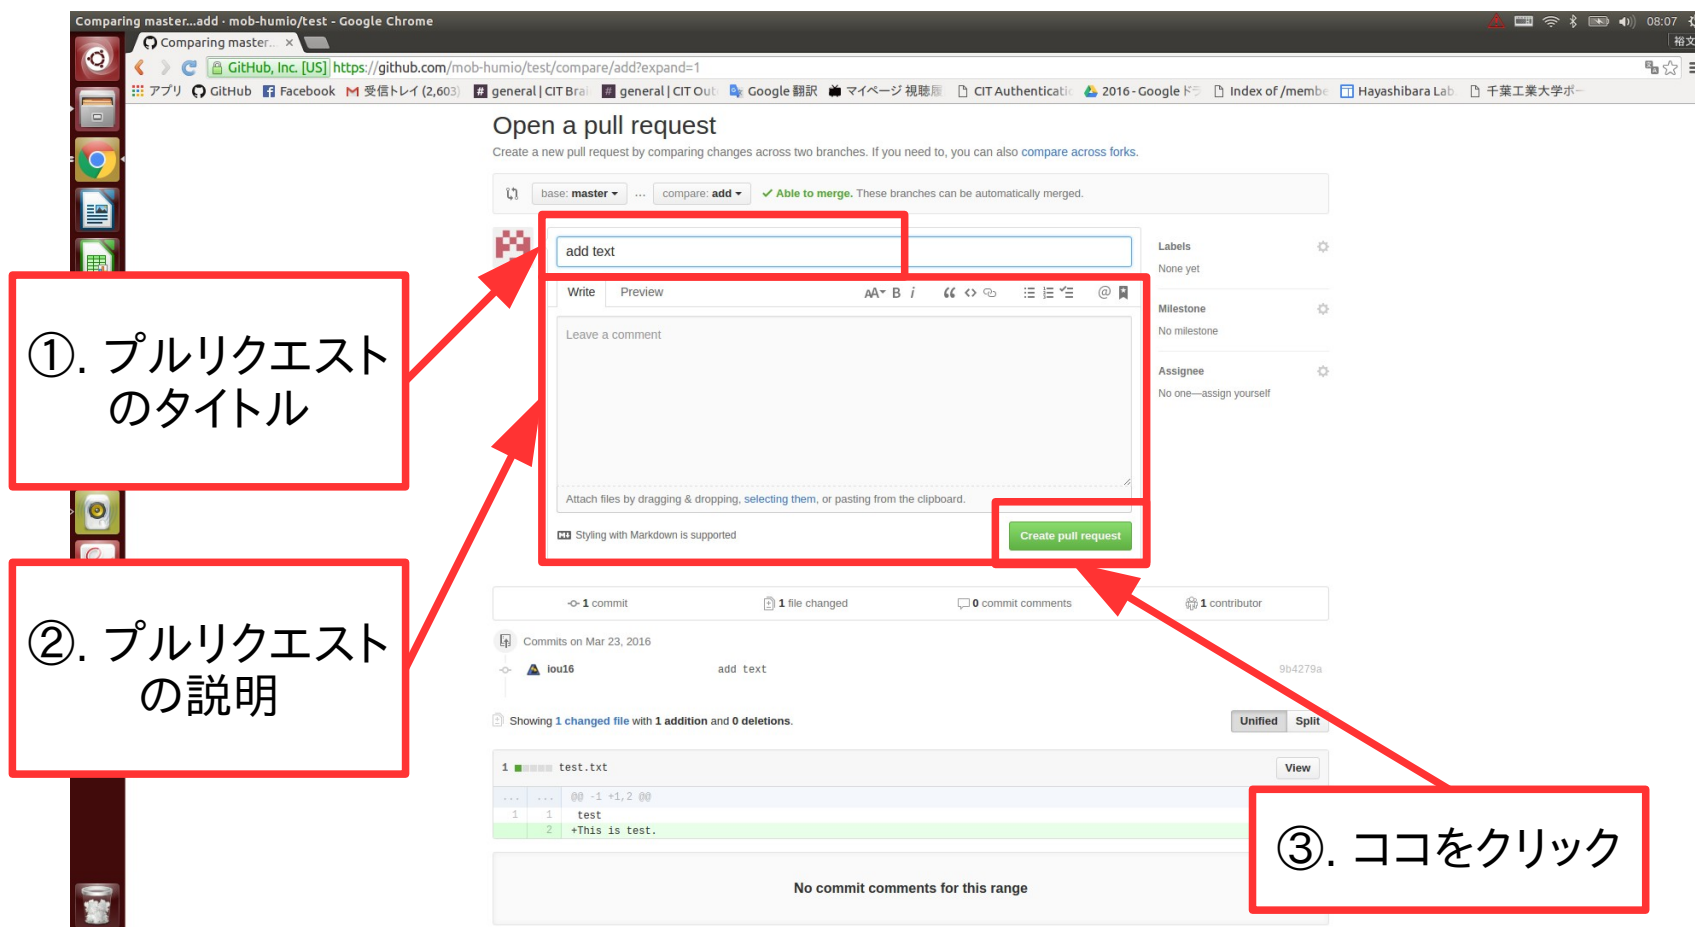 Comparing master...add · mob-humio/test - Google Chrome
08:07
Comparing master...
裕文
GitHub, Inc. [US] https://github.com/mob-humio/test/compare/add?expand=1
アプリ GitHub Facebook 受信トレイ (2,603) general | CIT Brai general | CIT Out Google 翻訳 マイページ 視聴履 CIT Authenticatio 2016 - Google ドラ Index of /membe Hayashibara Lab. 千葉工業大学ポー
Open a pull request
Create a new pull request by comparing changes across two branches. If you need to, you can also compare across forks.
base: master ... compare: add ✓ Able to merge. These branches can be automatically merged.
add text
Write Preview
AA B i
Leave a comment
Attach files by dragging & dropping, selecting them, or pasting from the clipboard.
Styling with Markdown is supported
Create pull request
Labels
None yet
Milestone
No milestone
Assignee
No one—assign yourself
①. プルリクエスト
のタイトル
②. プルリクエスト
の説明
1 commit 1 file changed 0 commit comments 1 contributor
Commits on Mar 23, 2016
iou16 add text 9b4279a
Showing 1 changed file with 1 addition and 0 deletions.
Unified Split
1 test.txt View
... ... @@ -1 +1,2 @@
1 1 test
2 +This is test.
③. ココをクリック
No commit comments for this range